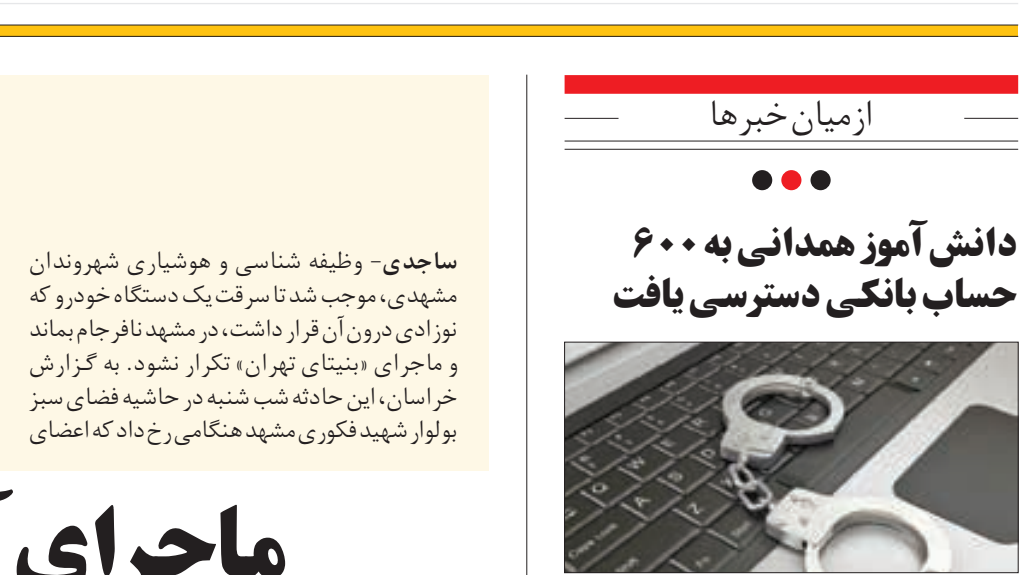 از میان خبرها
دانش آموز همدانی به ۶۰۰
حساب بانکی دسترسی یافت
ساجدی- وظیفه شناسی و هوشیاری شهروندان
مشهدی، موجب شد تا سرقت یک دستگاه خودرو که
نوزادی درون آن قرار داشت، در مشهد نافرجام بماند
و ماجرای «بنیتای تهران» تکرار نشود. به گزارش
خراسان، این حادثه شب شنبه در حاشیه فضای سبز
بولوار شهید فکوری مشهد هنگامی رخ داد که اعضای
ماجرای